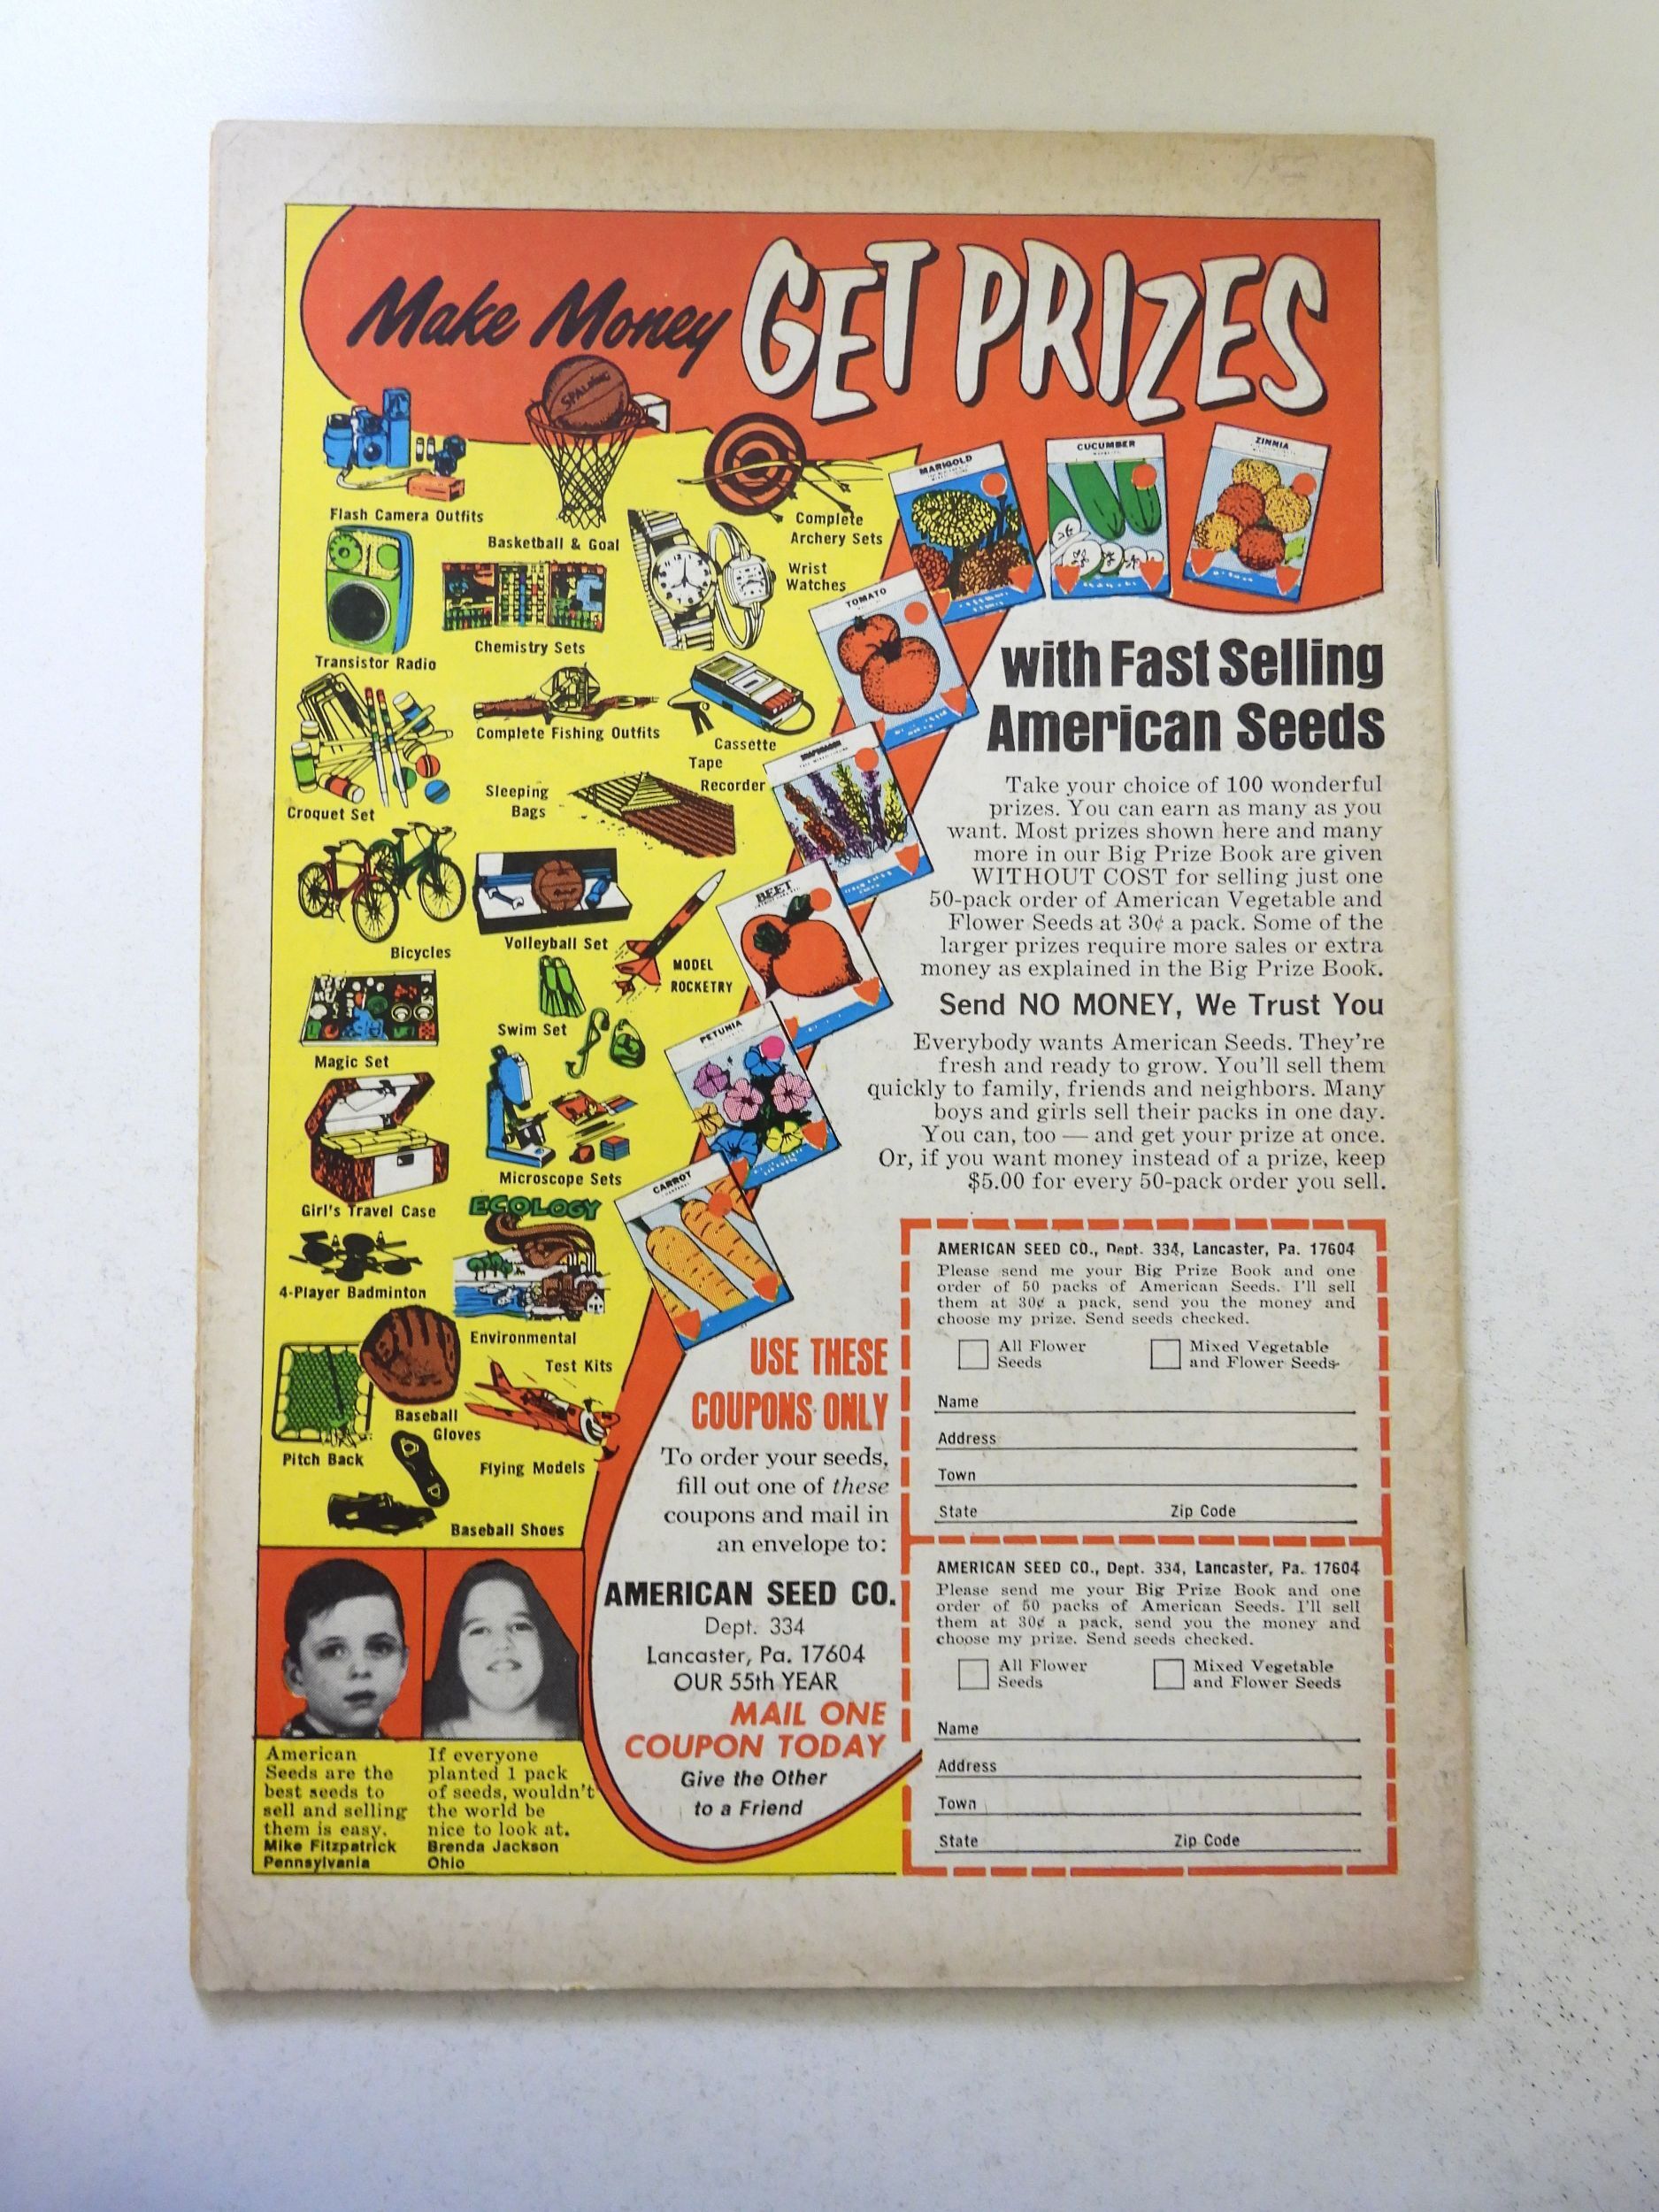 Make Money GET PRIZES
SPALDING
Flash Camera Outfits
Basketball & Goal
Complete
Archery Sets
Wrist
Watches
Transistor Radio
Chemistry Sets
Complete Fishing Outfits
Cassette
Tape
Recorder
Croquet Set
Sleeping
Bags
Bicycles
Volleyball Set
MODEL
ROCKETRY
Swim Set
Magic Set
Microscope Sets
Girl's Travel Case
ECOLOGY
4-Player Badminton
Environmental
Test Kits
Baseball
Gloves
Pitch Back
Flying Models
Baseball Shoes
MARIGOLD
CUCUMBER
ZINNIA
TOMATO
SNAPDRAGON
BEET
PETUNIA
CARROT
with Fast Selling
American Seeds
Take your choice of 100 wonderful
prizes. You can earn as many as you
want. Most prizes shown here and many
more in our Big Prize Book are given
WITHOUT COST for selling just one
50-pack order of American Vegetable and
Flower Seeds at 30¢ a pack. Some of the
larger prizes require more sales or extra
money as explained in the Big Prize Book.
Send NO MONEY, We Trust You
Everybody wants American Seeds. They're
fresh and ready to grow. You'll sell them
quickly to family, friends and neighbors. Many
boys and girls sell their packs in one day.
You can, too — and get your prize at once.
Or, if you want money instead of a prize, keep
$5.00 for every 50-pack order you sell.
USE THESE
COUPONS ONLY
To order your seeds,
fill out one of these
coupons and mail in
an envelope to:
AMERICAN SEED CO.
Dept. 334
Lancaster, Pa. 17604
OUR 55th YEAR
MAIL ONE
COUPON TODAY
Give the Other
to a Friend
AMERICAN SEED CO., Dept. 334, Lancaster, Pa. 17604
Please send me your Big Prize Book and one
order of 50 packs of American Seeds. I'll sell
them at 30¢ a pack, send you the money and
choose my prize. Send seeds checked.
All Flower
Seeds
Mixed Vegetable
and Flower Seeds
Name
Address
Town
State Zip Code
AMERICAN SEED CO., Dept. 334, Lancaster, Pa. 17604
Please send me your Big Prize Book and one
order of 50 packs of American Seeds. I'll sell
them at 30¢ a pack, send you the money and
choose my prize. Send seeds checked.
All Flower
Seeds
Mixed Vegetable
and Flower Seeds
Name
Address
Town
State Zip Code
American
Seeds are the
best seeds to
sell and selling
them is easy.
Mike Fitzpatrick
Pennsylvania
If everyone
planted 1 pack
of seeds, wouldn't
the world be
nice to look at.
Brenda Jackson
Ohio